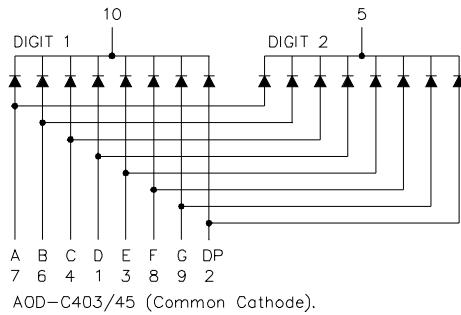 10 5
DIGIT 1 DIGIT 2
A B C D E F G DP
7 6 4 1 3 8 9 2
AOD-C403/45 (Common Cathode).